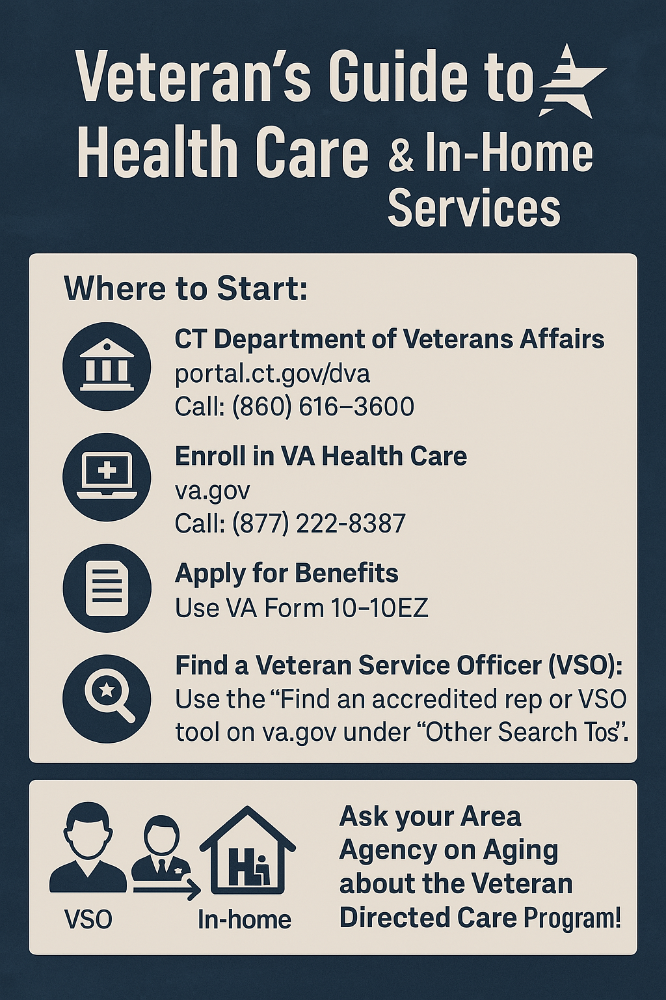 Veteran’s Guide to
Health Care & In-Home
Services
Where to Start:
CT Department of Veterans Affairs
portal.ct.gov/dva
Call: (860) 616–3600
Enroll in VA Health Care
va.gov
Call: (877) 222-8387
Apply for Benefits
Use VA Form 10–10EZ
Find a Veteran Service Officer (VSO):
Use the “Find an accredited rep or VSO
tool on va.gov under “Other Search Tos”.
H
VSO
In-home
Ask your Area
Agency on Aging
about the Veteran
Directed Care Program!